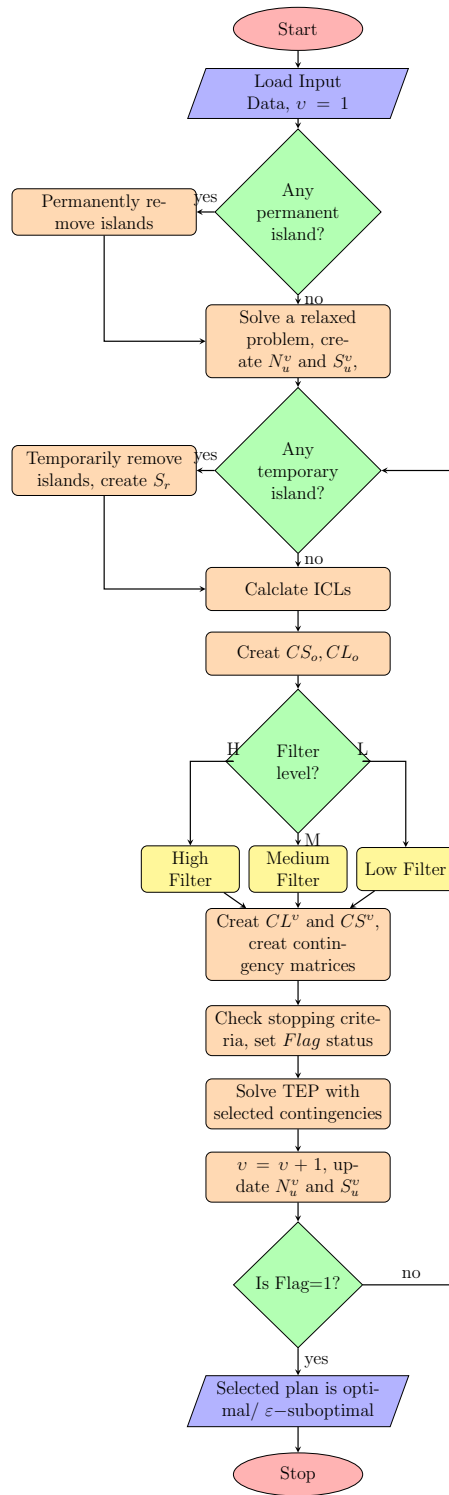 Start
Load Input
Data, υ = 1
Any
permanent
island?
yes
Permanently re-
move islands
no
Solve a relaxed
problem, cre-
ate N_u^υ and S_u^υ,
Any
temporary
island?
yes
Temporarily remove
islands, create S_r
no
Calclate ICLs
Creat CS_o, CL_o
Filter
level?
H
L
M
High
Filter
Medium
Filter
Low Filter
Creat CL^υ and CS^υ,
creat contin-
gency matrices
Check stopping crite-
ria, set Flag status
Solve TEP with
selected contingencies
υ = υ + 1, up-
date N_u^υ and S_u^υ
Is Flag=1?
no
yes
Selected plan is opti-
mal/ ε−suboptimal
Stop